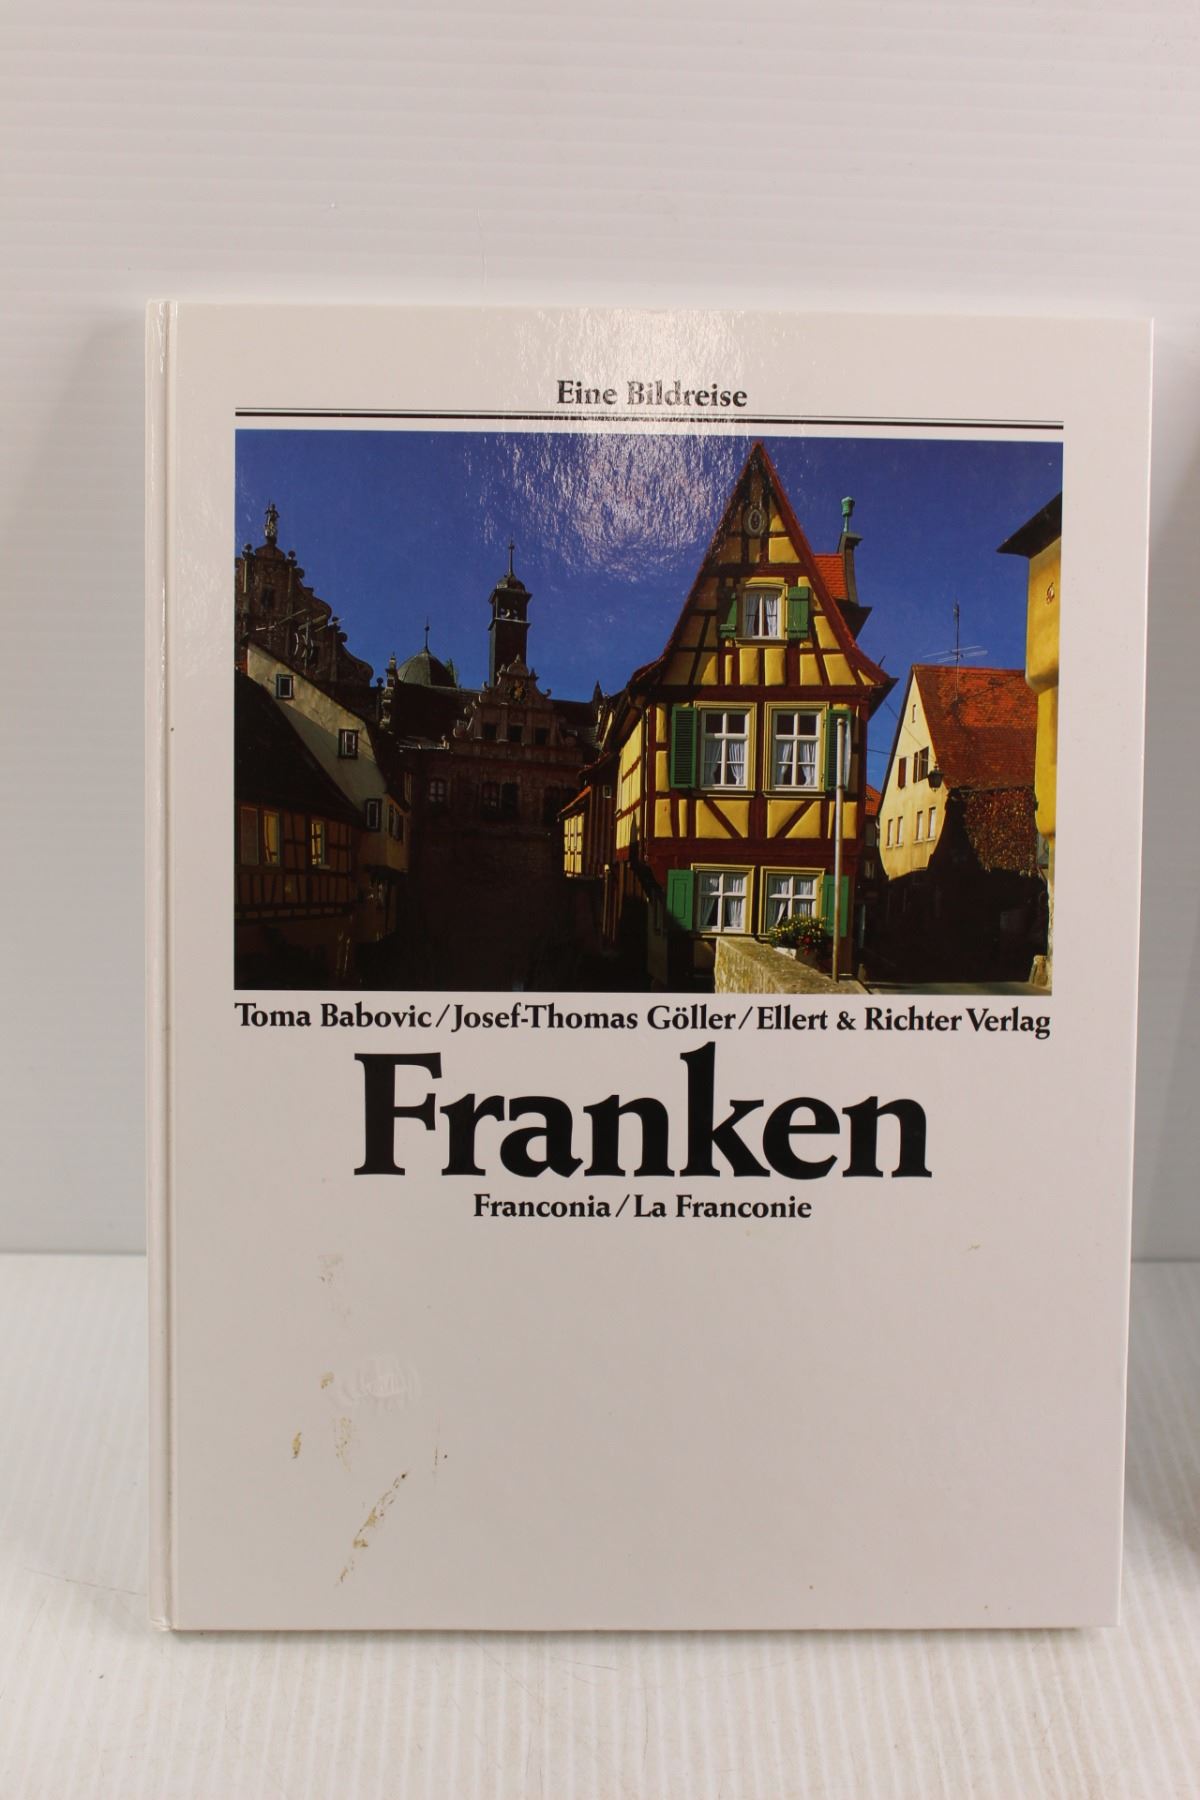 Eine Bildreise
Toma Babovic/Josef-Thomas Göller/Ellert & Richter Verlag
Franken
Franconia/La Franconie